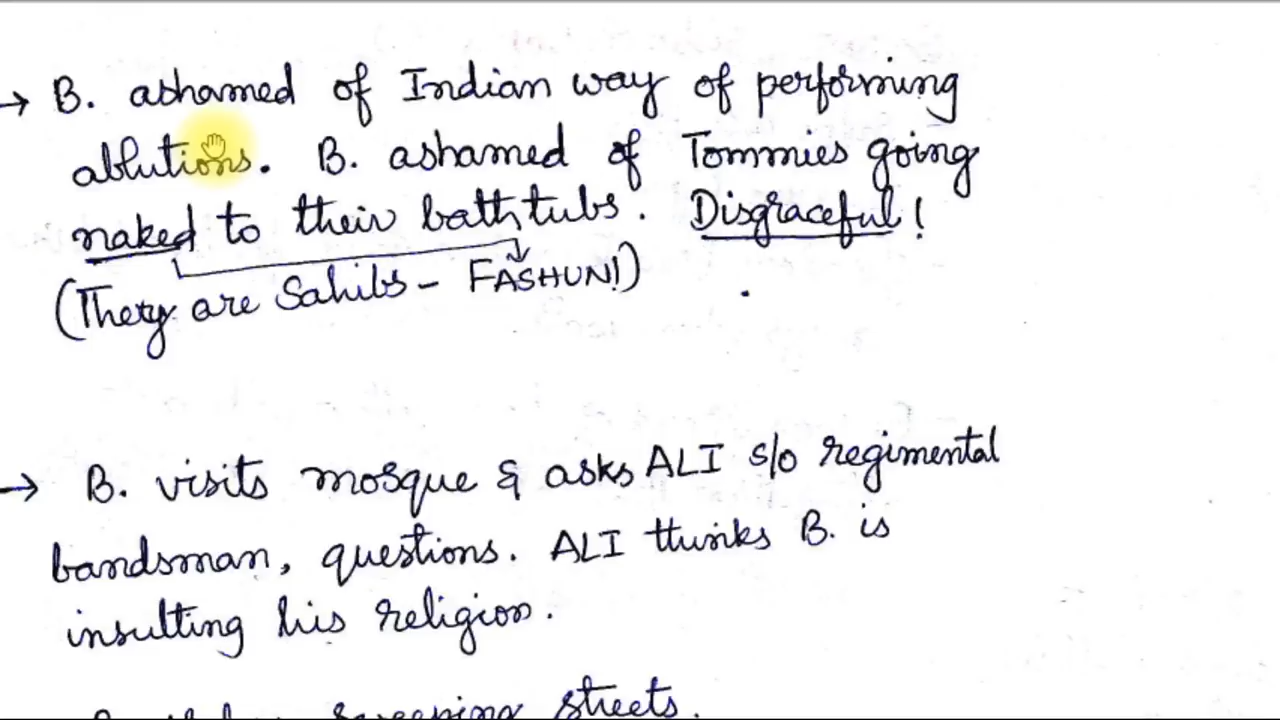 → B. ashamed of Indian way of performing
ablutions. B. ashamed of Tommies going
naked to their bathtubs. Disgraceful!
(They are Sahibs - FASHUN!)
→ B. visits mosque & asks ALI s/o regimental
bandsman, questions. ALI thinks B. is
insulting his religion.
sweeping streets.